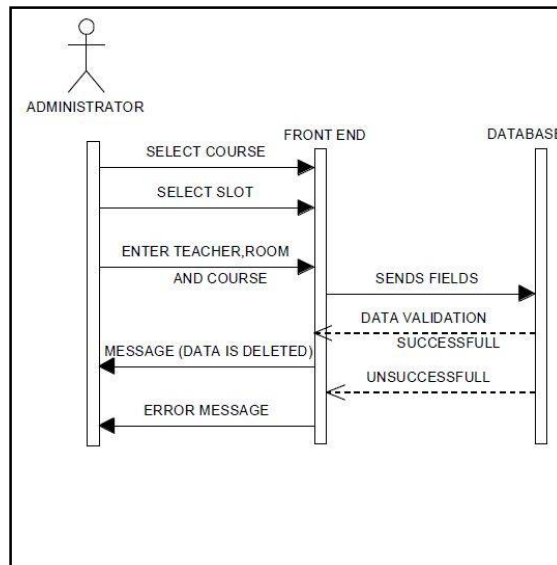 ADMINISTRATOR
FRONT END
DATABASE
SELECT COURSE
SELECT SLOT
ENTER TEACHER,ROOM
AND COURSE
SENDS FIELDS
DATA VALIDATION
SUCCESSFULL
MESSAGE (DATA IS DELETED)
UNSUCCESSFULL
ERROR MESSAGE